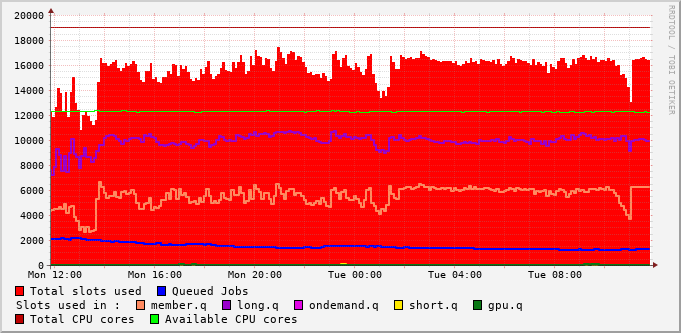 20000
18000
16000
14000
12000
10000
8000
6000
4000
2000
0
Mon 12:00 Mon 16:00 Mon 20:00 Tue 00:00 Tue 04:00 Tue 08:00
RRDTOOL / TOBI OETIKER
Total slots used Queued Jobs
Slots used in : member.q long.q ondemand.q short.q gpu.q
Total CPU cores Available CPU cores